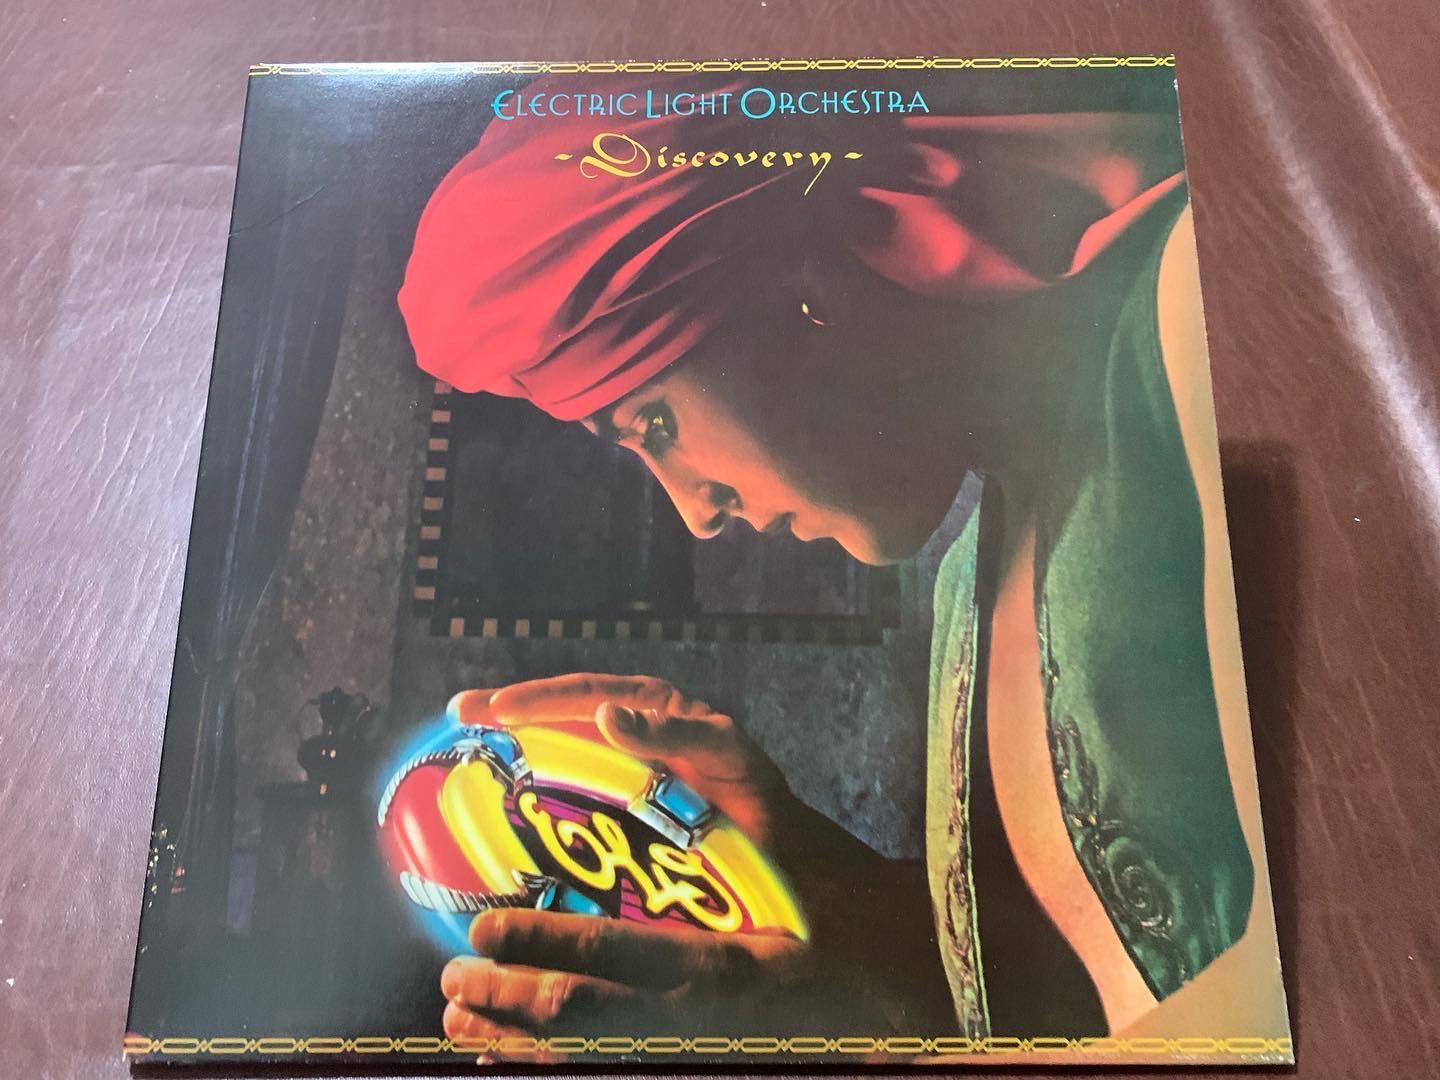 ELECTRIC LIGHT ORCHESTRA
-Discovery-
ELO